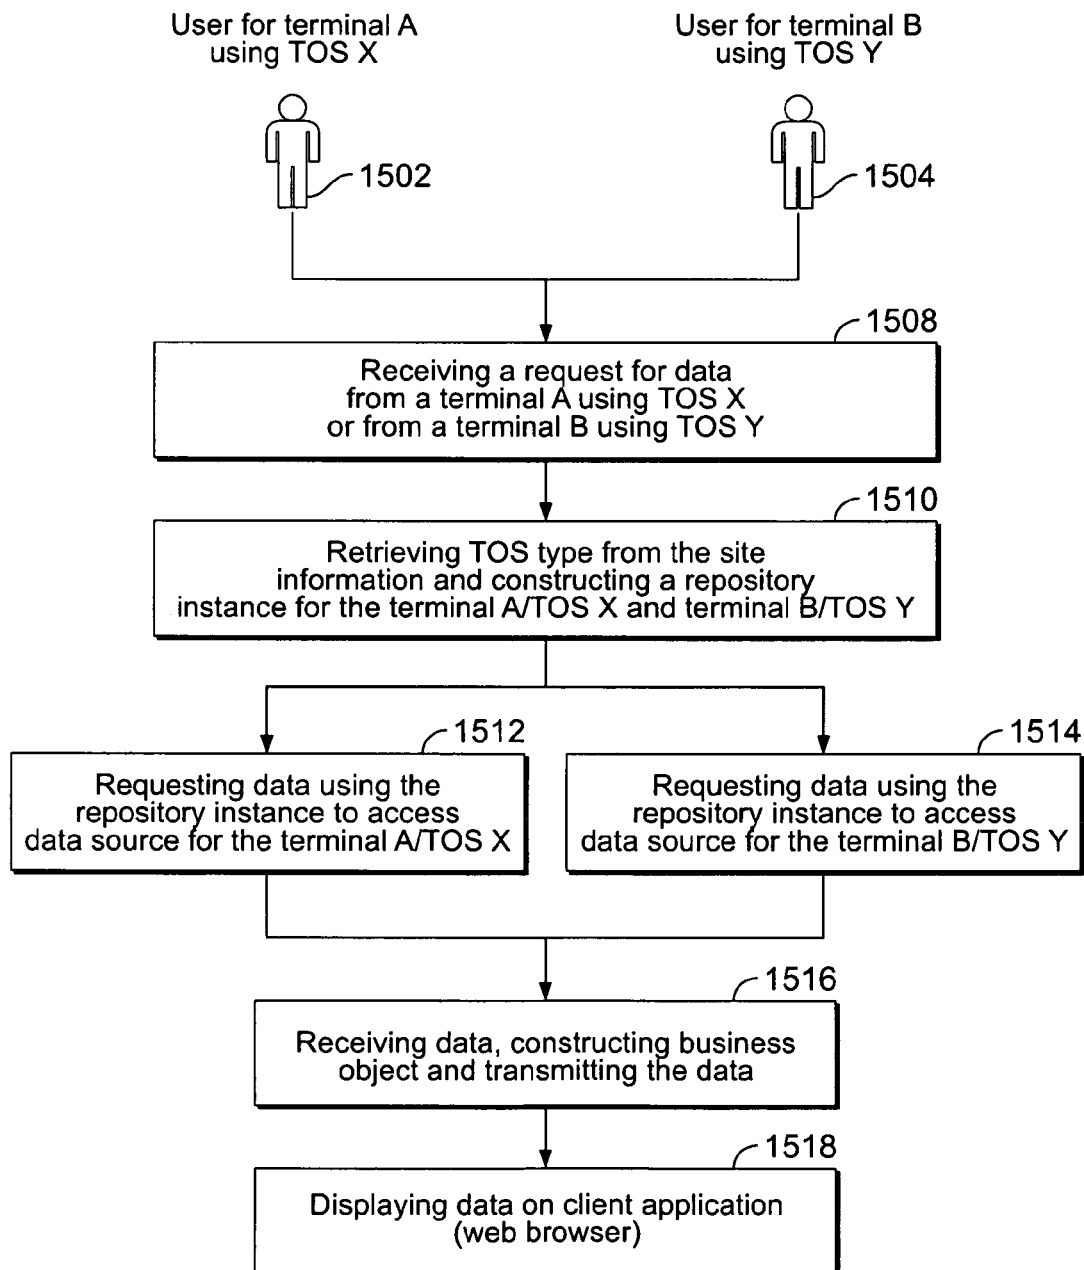 User for terminal A
using TOS X
User for terminal B
using TOS Y
1502
1504
1508
Receiving a request for data
from a terminal A using TOS X
or from a terminal B using TOS Y
1510
Retrieving TOS type from the site
information and constructing a repository
instance for the terminal A/TOS X and terminal B/TOS Y
1512
Requesting data using the
repository instance to access
data source for the terminal A/TOS X
1514
Requesting data using the
repository instance to access
data source for the terminal B/TOS Y
1516
Receiving data, constructing business
object and transmitting the data
1518
Displaying data on client application
(web browser)